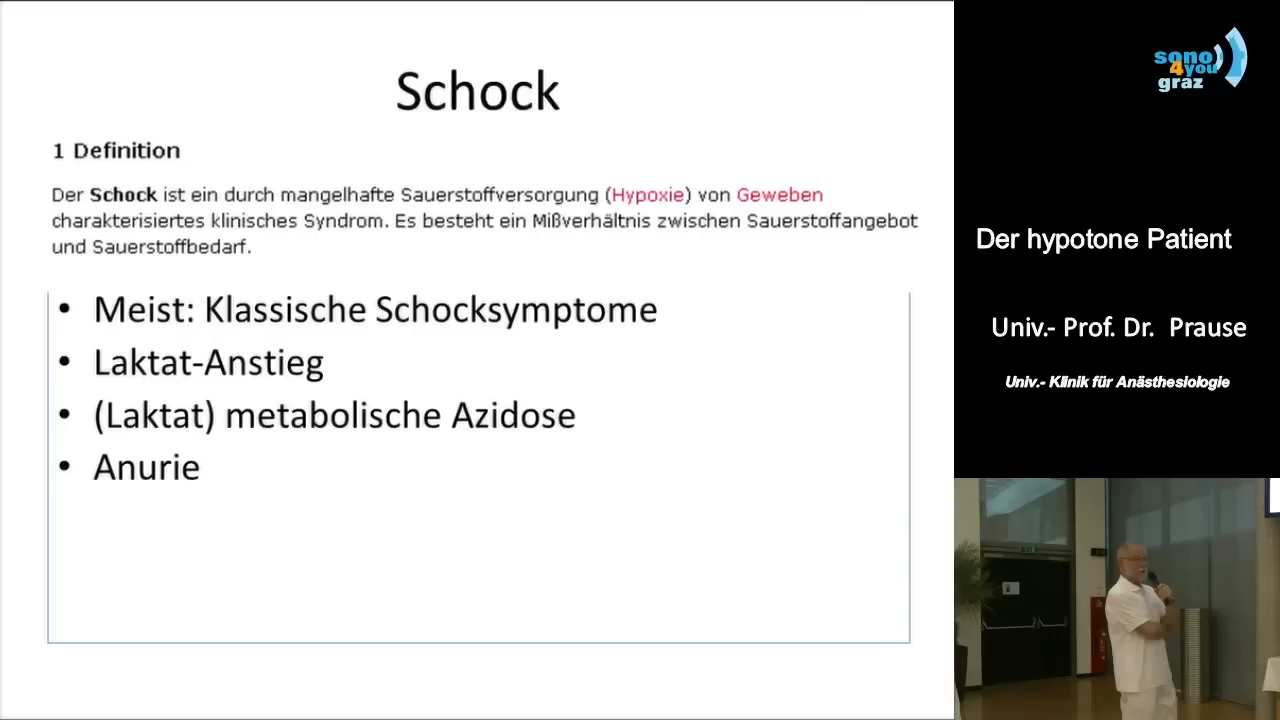 Schock
1 Definition
Der Schock ist ein durch mangelhafte Sauerstoffversorgung (Hypoxie) von Geweben
charakterisiertes klinisches Syndrom. Es besteht ein Mißverhältnis zwischen Sauerstoffangebot
und Sauerstoffbedarf.
• Meist: Klassische Schocksymptome
• Laktat-Anstieg
• (Laktat) metabolische Azidose
• Anurie
sono
4you
graz
Der hypotone Patient
Univ.- Prof. Dr. Prause
Univ.- Klinik für Anästhesiologie